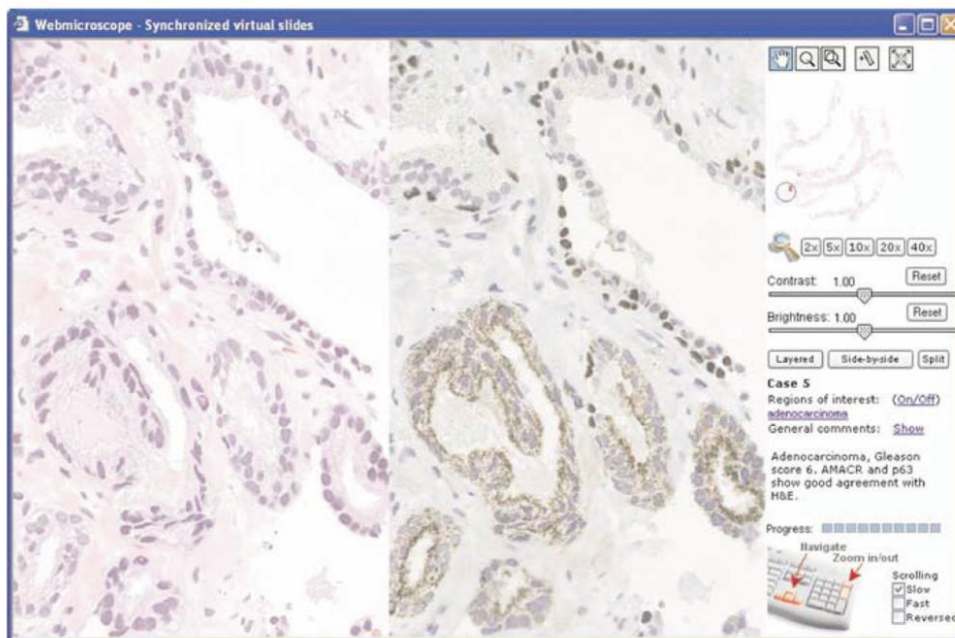 Webmicroscope - Synchronized virtual slides
2x 5x 10x 20x 40x
Contrast: 1.00 Reset
Brightness: 1.00 Reset
Layered Side-by-side Split
Case 5
Regions of interest: (On/Off)
adenocarcinoma
General comments: Show
Adenocarcinoma, Gleason
score 6. AMACR and p63
show good agreement with
H&E.
Progress:
Navigate
Zoom in/out
Scrolling
Slow
Fast
Reversed